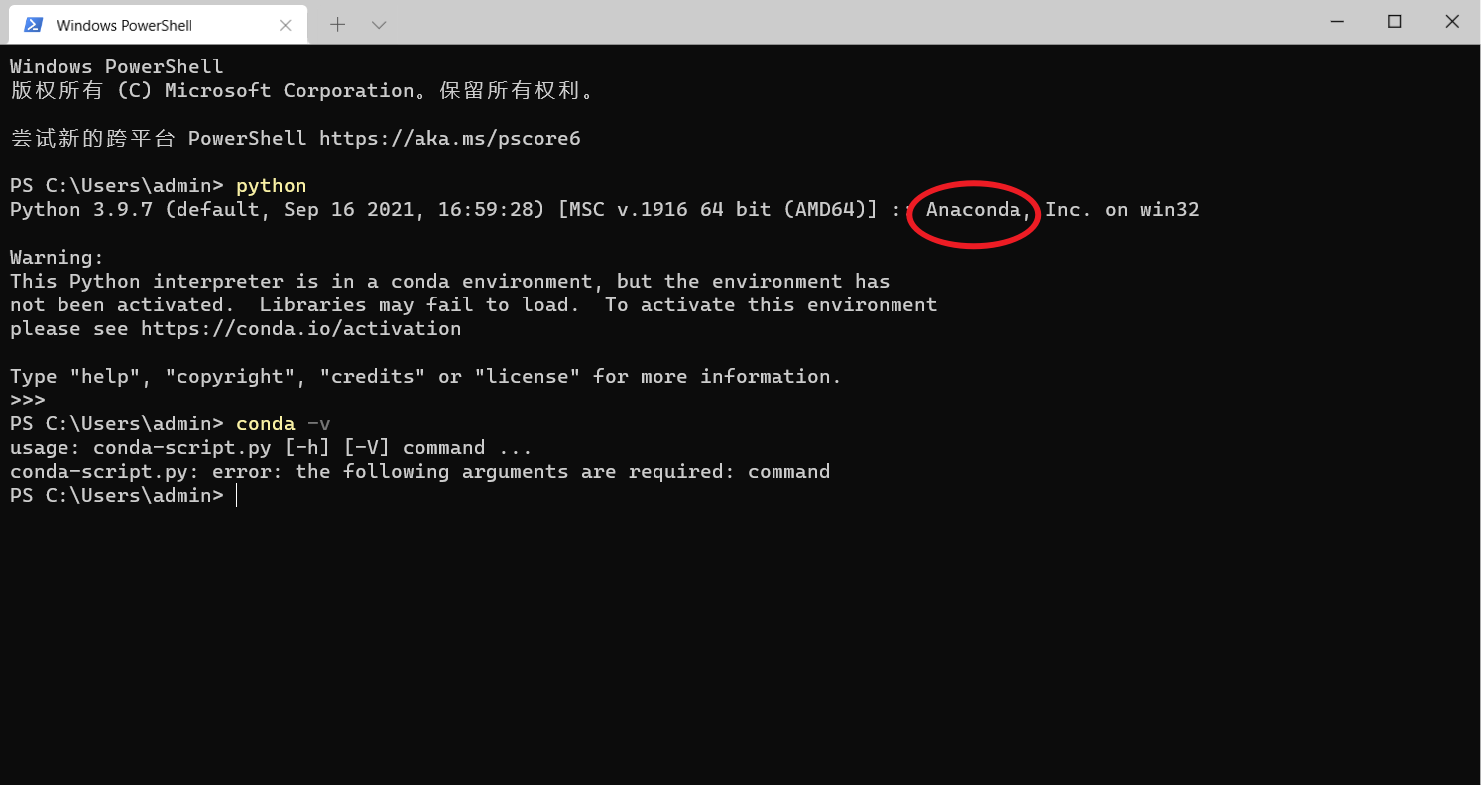 Windows PowerShell
Windows PowerShell
版权所有 (C) Microsoft Corporation。保留所有权利。
尝试新的跨平台 PowerShell https://aka.ms/pscore6
PS C:\Users\admin> python
Python 3.9.7 (default, Sep 16 2021, 16:59:28) [MSC v.1916 64 bit (AMD64)] :: Anaconda, Inc. on win32
Warning:
This Python interpreter is in a conda environment, but the environment has
not been activated.  Libraries may fail to load.  To activate this environment
please see https://conda.io/activation
Type "help", "copyright", "credits" or "license" for more information.
>>>
PS C:\Users\admin> conda -v
usage: conda-script.py [-h] [-V] command ...
conda-script.py: error: the following arguments are required: command
PS C:\Users\admin>